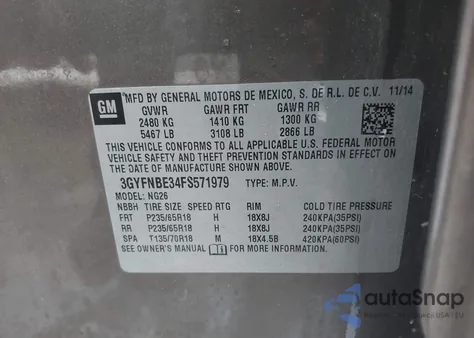 GM
MFD BY GENERAL MOTORS DE MEXICO, S. DE R.L. DE C.V. 11/14
GVWR GAWR FRT GAWR RR
2480 KG 1410 KG 1300 KG
5467 LB 3108 LB 2866 LB
THIS VEHICLE CONFORMS TO ALL APPLICABLE U.S. FEDERAL MOTOR
VEHICLE SAFETY AND THEFT PREVENTION STANDARDS IN EFFECT ON
THE DATE OF MANUFACTURE SHOWN ABOVE.
3GYFNBE34FS571979 TYPE: M.P.V.
MODEL: NG26
NBBH TIRE SIZE SPEED RTG RIM COLD TIRE PRESSURE
FRT P235/65R18 H 18X8J 240KPA(35PSI)
RR P235/65R18 H 18X8J 240KPA(35PSI)
SPA T135/70R18 M 18X4.5B 420KPA(60PSI)
SEE OWNER'S MANUAL FOR MORE INFORMATION
autoSnap